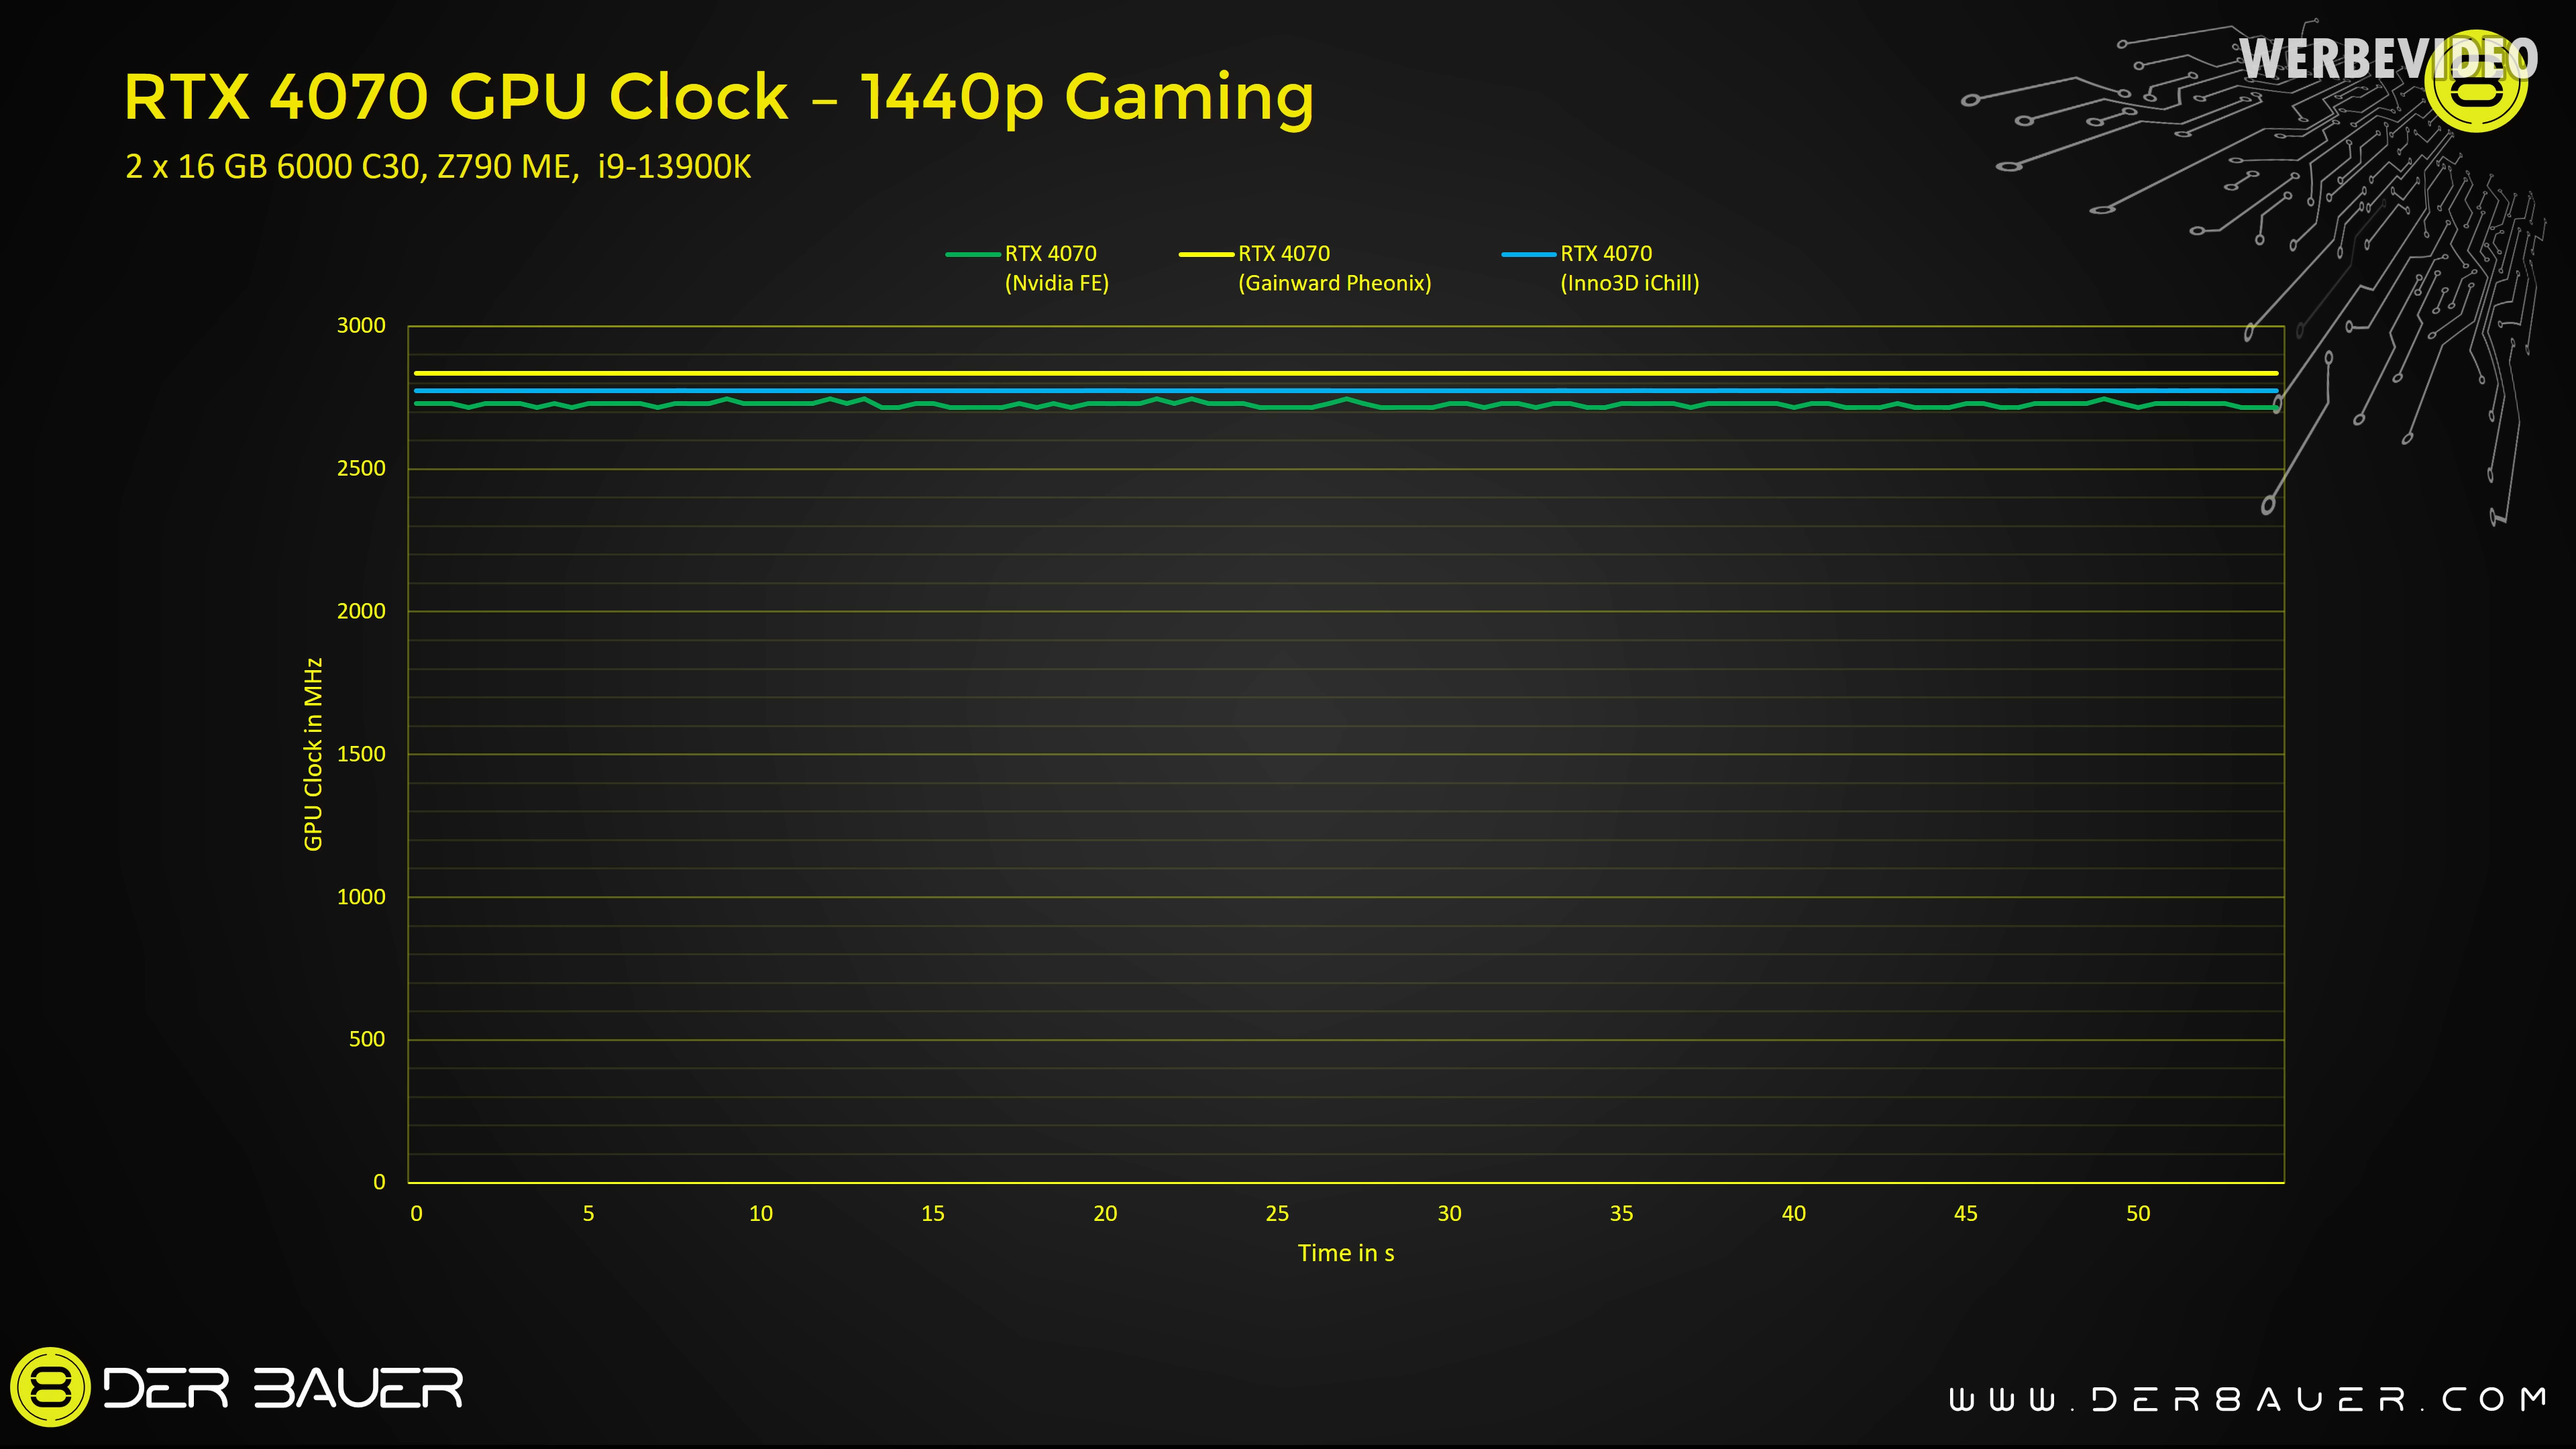 WERBEVIDEO
RTX 4070 GPU Clock – 1440p Gaming
2 x 16 GB 6000 C30, Z790 ME,  i9-13900K
RTX 4070
(Nvidia FE)
RTX 4070
(Gainward Pheonix)
RTX 4070
(Inno3D iChill)
3000
2500
2000
1500
1000
500
0
GPU Clock in MHz
0 5 10 15 20 25 30 35 40 45 50
Time in s
DER 8AUER
WWW.DER8AUER.COM